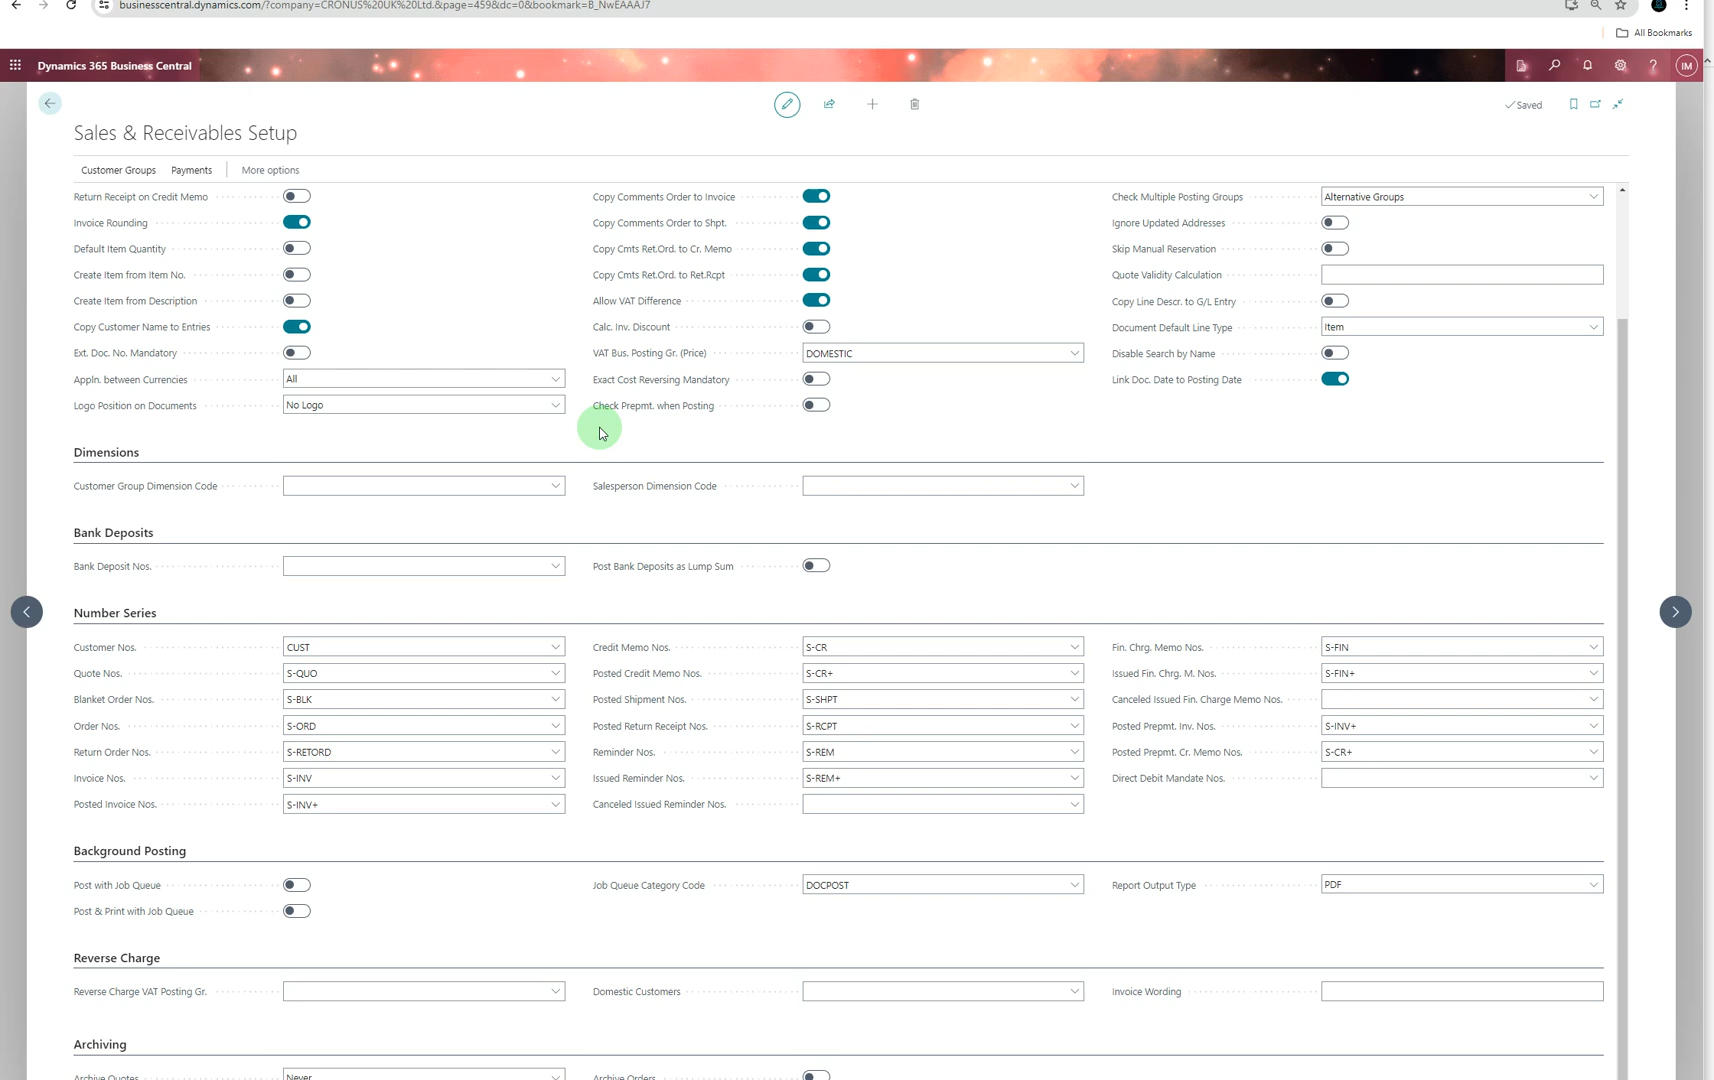 businesscentral.dynamics.com/?company=CRONUS%20UK%20Ltd.&page=459&dc=0&bookmark=B_NwEAAAJ7
All Bookmarks
Dynamics 365 Business Central
IM
Saved
Sales & Receivables Setup
Customer Groups Payments More options
Return Receipt on Credit Memo Copy Comments Order to Invoice Check Multiple Posting Groups Alternative Groups
Invoice Rounding Copy Comments Order to Shpt. Ignore Updated Addresses
Default Item Quantity Copy Cmts Ret.Ord. to Cr. Memo Skip Manual Reservation
Create Item from Item No. Copy Cmts Ret.Ord. to Ret.Rcpt Quote Validity Calculation
Create Item from Description Allow VAT Difference Copy Line Descr. to G/L Entry
Copy Customer Name to Entries Calc. Inv. Discount Document Default Line Type Item
Ext. Doc. No. Mandatory VAT Bus. Posting Gr. (Price) DOMESTIC Disable Search by Name
Appln. between Currencies All Exact Cost Reversing Mandatory Link Doc. Date to Posting Date
Logo Position on Documents No Logo Check Prepmt. when Posting
Dimensions
Customer Group Dimension Code Salesperson Dimension Code
Bank Deposits
Bank Deposit Nos. Post Bank Deposits as Lump Sum
Number Series
Customer Nos. CUST Credit Memo Nos. S-CR Fin. Chrg. Memo Nos. S-FIN
Quote Nos. S-QUO Posted Credit Memo Nos. S-CR+ Issued Fin. Chrg. M. Nos. S-FIN+
Blanket Order Nos. S-BLK Posted Shipment Nos. S-SHPT Canceled Issued Fin. Charge Memo Nos.
Order Nos. S-ORD Posted Return Receipt Nos. S-RCPT Posted Prepmt. Inv. Nos. S-INV+
Return Order Nos. S-RETORD Reminder Nos. S-REM Posted Prepmt. Cr. Memo Nos. S-CR+
Invoice Nos. S-INV Issued Reminder Nos. S-REM+ Direct Debit Mandate Nos.
Posted Invoice Nos. S-INV+ Canceled Issued Reminder Nos.
Background Posting
Post with Job Queue Job Queue Category Code DOCPOST Report Output Type PDF
Post & Print with Job Queue
Reverse Charge
Reverse Charge VAT Posting Gr. Domestic Customers Invoice Wording
Archiving
Archive Quotes Never Archive Orders